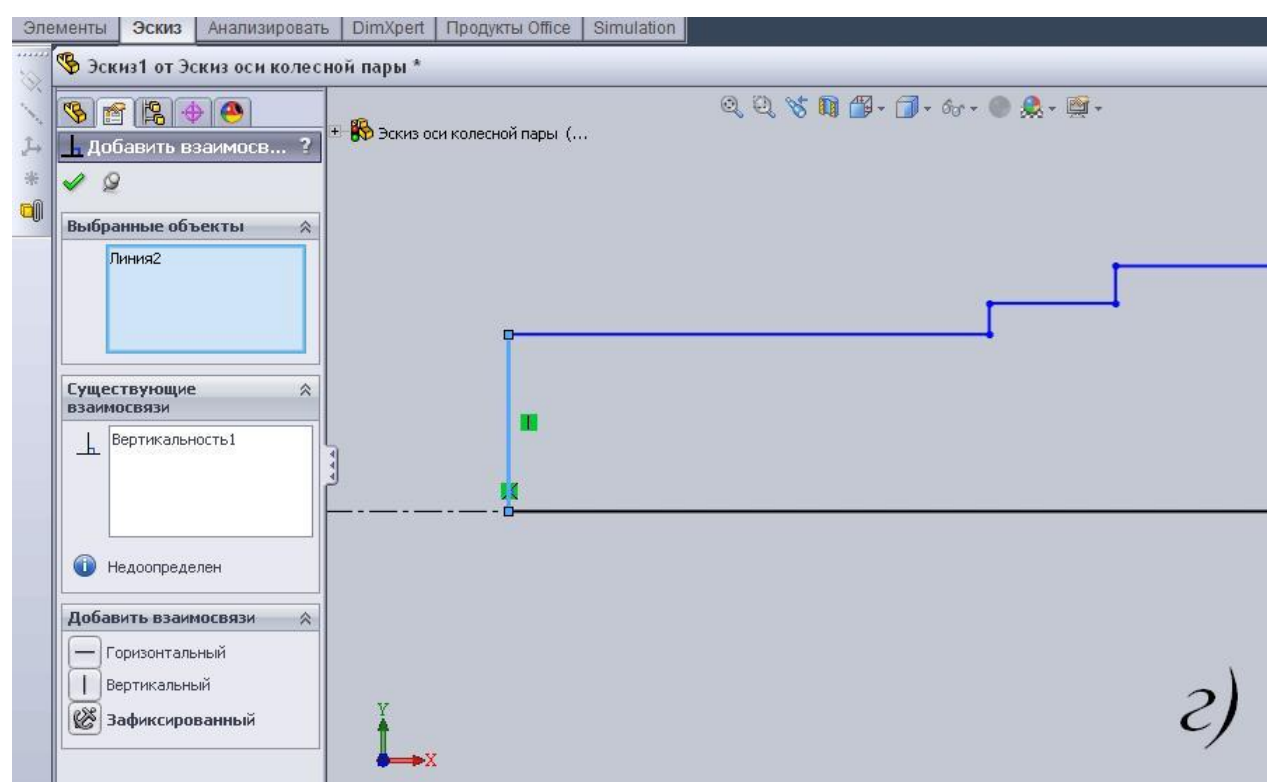 Элементы Эскиз Анализировать DimXpert Продукты Office Simulation
Эскиз1 от Эскиз оси колесной пары *
Эскиз оси колесной пары (...
Добавить взаимосв... ?
Выбранные объекты
Линия2
Существующие
взаимосвязи
Вертикальность1
Недоопределен
Добавить взаимосвязи
Горизонтальный
Вертикальный
Зафиксированный
Y
X
г)